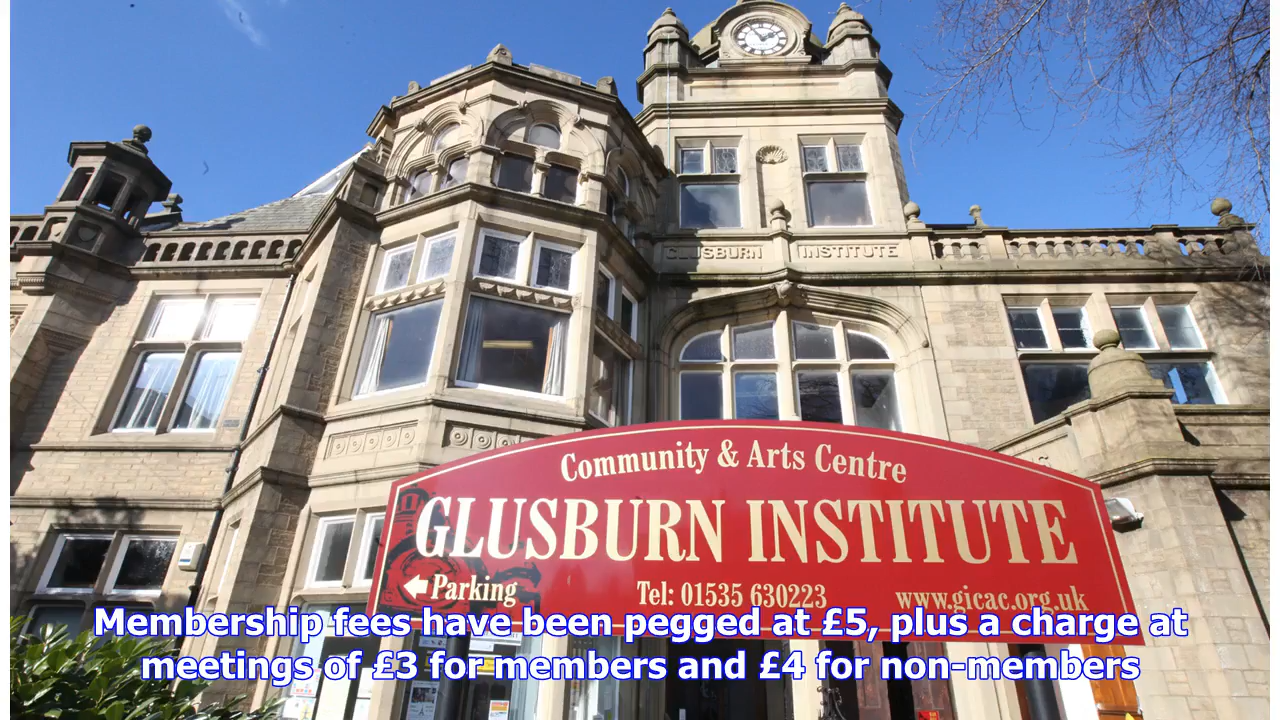 GLUSBURN INSTITUTE
Community & Arts Centre
GLUSBURN INSTITUTE
Parking
Tel: 01535 630223
www.gicac.org.uk
Membership fees have been pegged at £5, plus a charge at
meetings of £3 for members and £4 for non-members